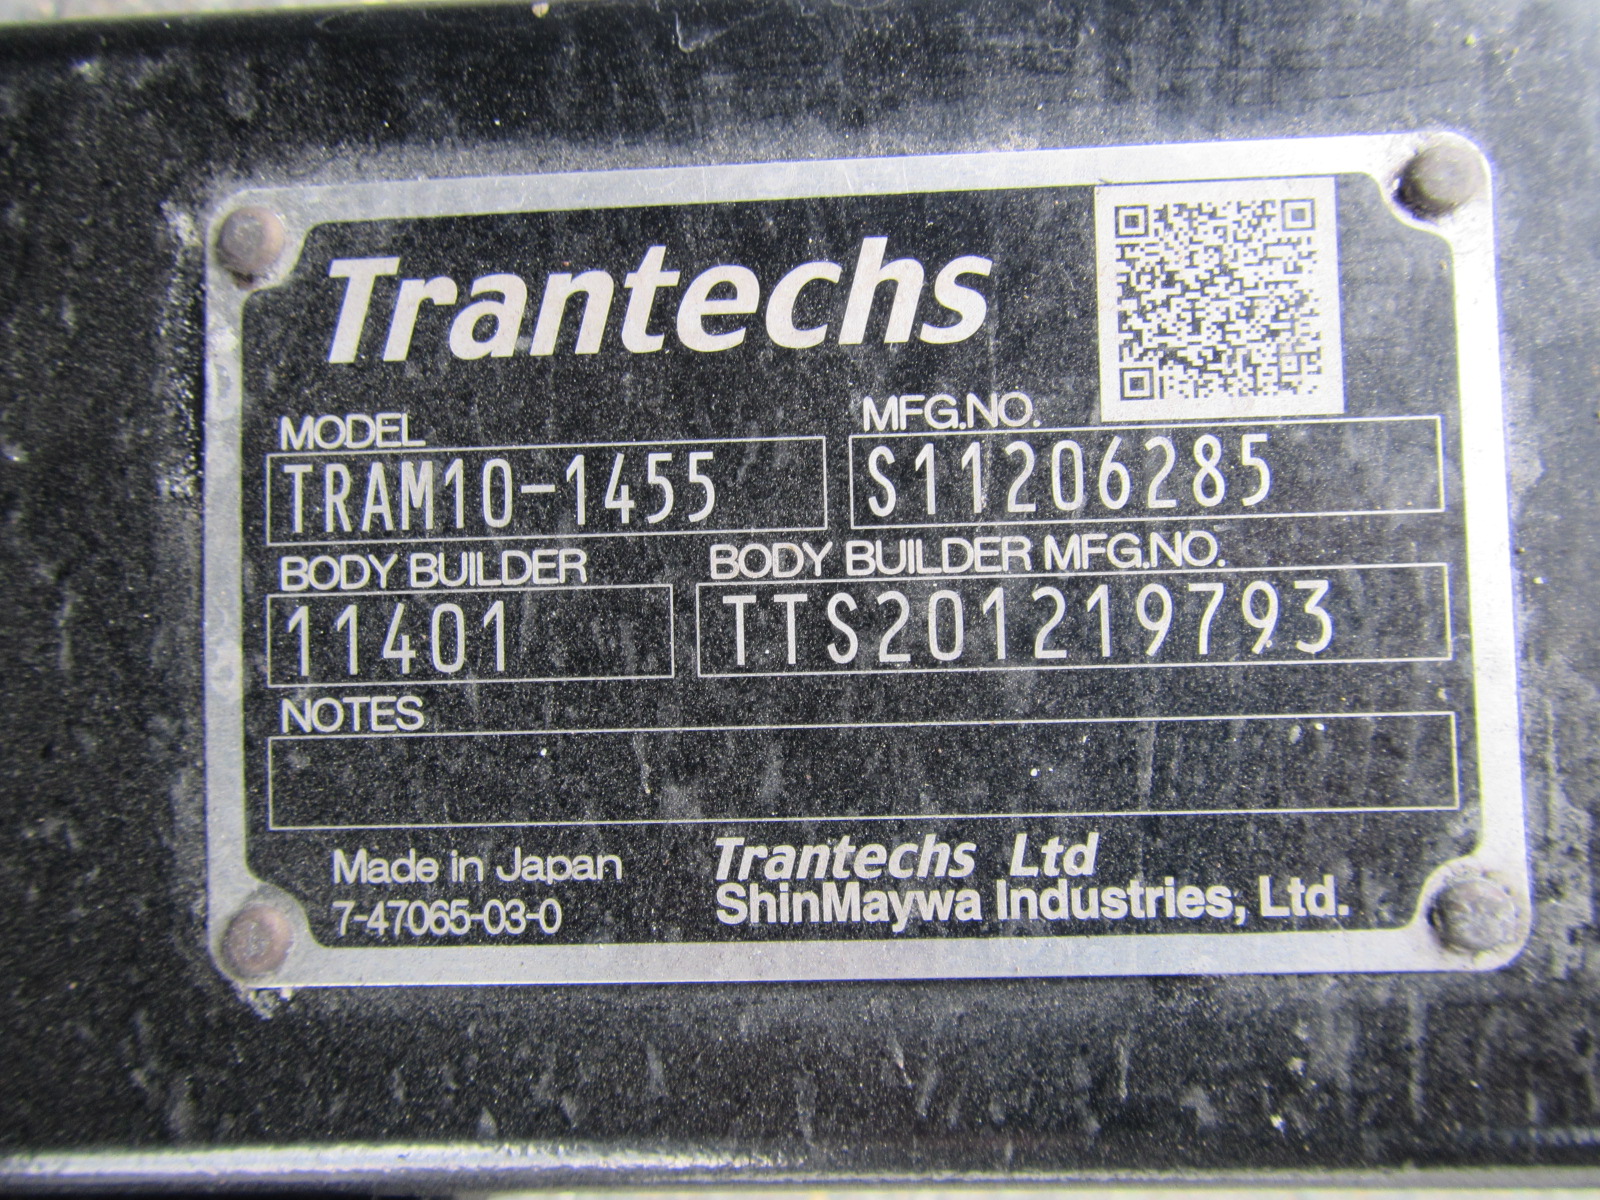 Trantechs
MODEL MFG.NO.
TRAM10-1455 S11206285
BODY BUILDER BODY BUILDER MFG.NO.
11401 TTS201219793
NOTES
Made in Japan Trantechs Ltd
7-47065-03-0 ShinMaywa Industries, Ltd.